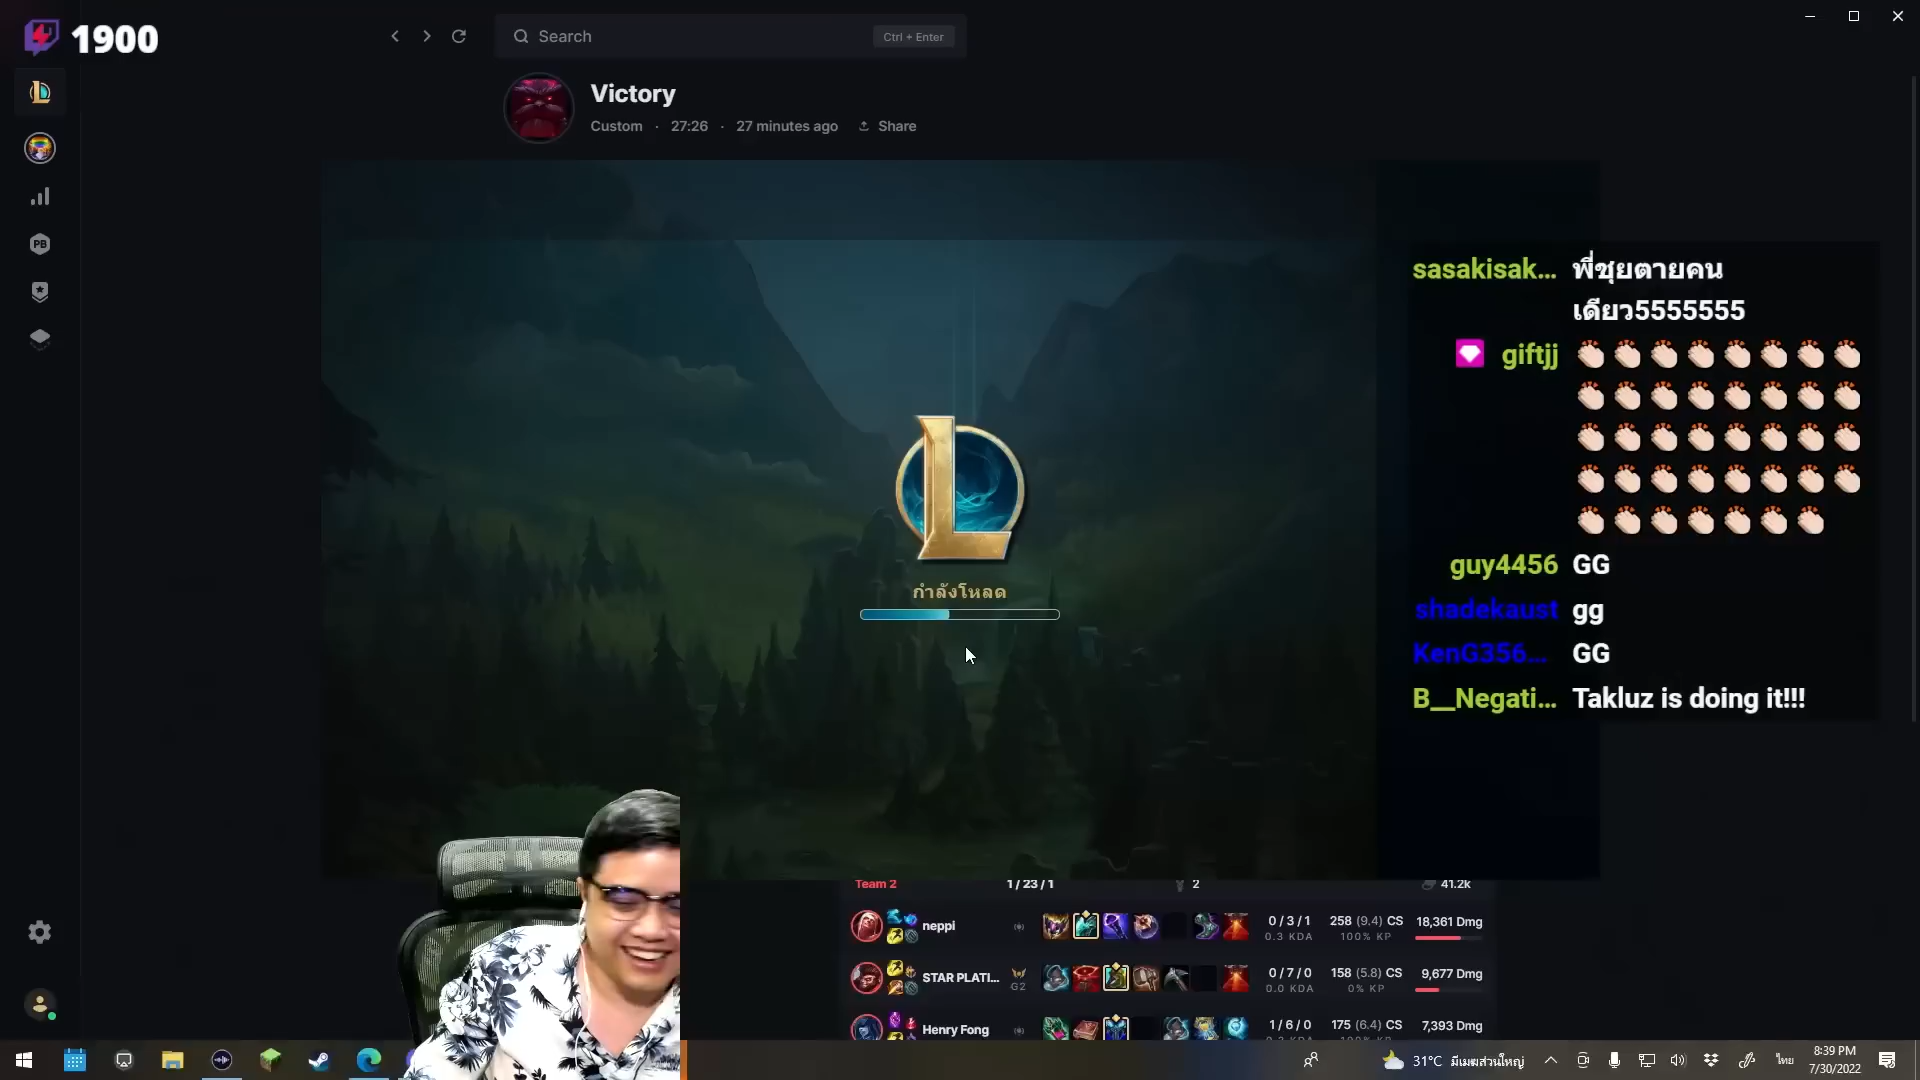 1900
Search
Ctrl + Enter
Victory
Custom · 27:26 · 27 minutes ago Share
PB
sasakisak... พี่ชุยตายคน
เดียว5555555
giftjj 👏🏻👏🏻👏🏻👏🏻👏🏻👏🏻👏🏻👏🏻
👏🏻👏🏻👏🏻👏🏻👏🏻👏🏻👏🏻👏🏻
👏🏻👏🏻👏🏻👏🏻👏🏻👏🏻👏🏻👏🏻
👏🏻👏🏻👏🏻👏🏻👏🏻👏🏻👏🏻👏🏻
👏🏻👏🏻👏🏻👏🏻👏🏻👏🏻👏🏻
guy4456 GG
shadekaust gg
KenG356... GG
B__Negati... Takluz is doing it!!!
กำลังโหลด
Team 2 1 / 23 / 1 2 41.2k
neppi 0 / 3 / 1 258 (9.4) CS 18,361 Dmg
0.3 KDA 100% KP
STAR PLATI... G2 0 / 7 / 0 158 (5.8) CS 9,677 Dmg
0.0 KDA 0% KP
Henry Fong 1 / 6 / 0 175 (6.4) CS 7,393 Dmg
31°C มีเมฆส่วนใหญ่ ไทย 8:39 PM
7/30/2022